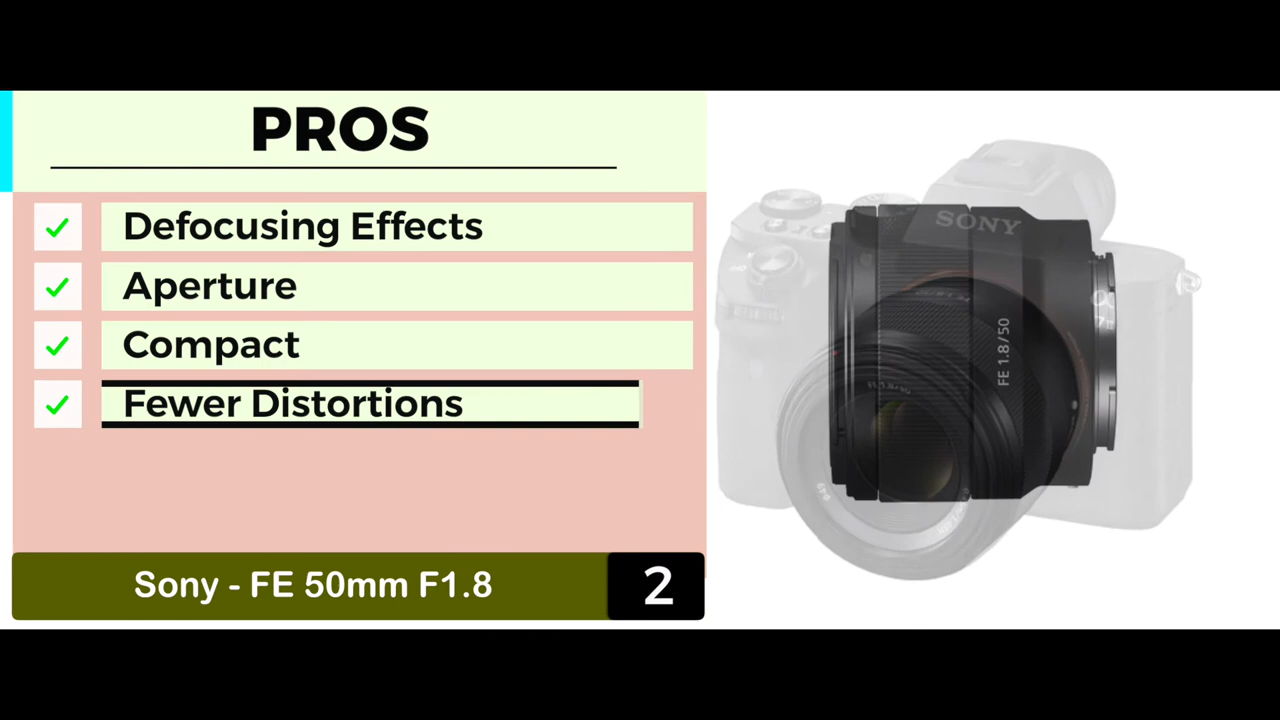 PROS
Defocusing Effects
Aperture
Compact
Fewer Distortions
Sony - FE 50mm F1.8
2
SONY
FE 1.8/50